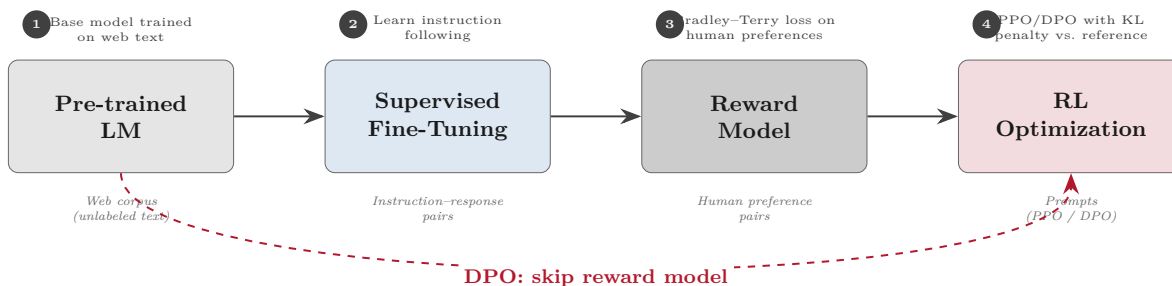 1 Base model trained
on web text
2 Learn instruction
following
3 radley–Terry loss on
human preferences
4 PPO/DPO with KL
penalty vs. reference
Pre-trained
LM
Supervised
Fine-Tuning
Reward
Model
RL
Optimization
Web corpus
(unlabeled text)
Instruction–response
pairs
Human preference
pairs
Prompts
(PPO / DPO)
DPO: skip reward model